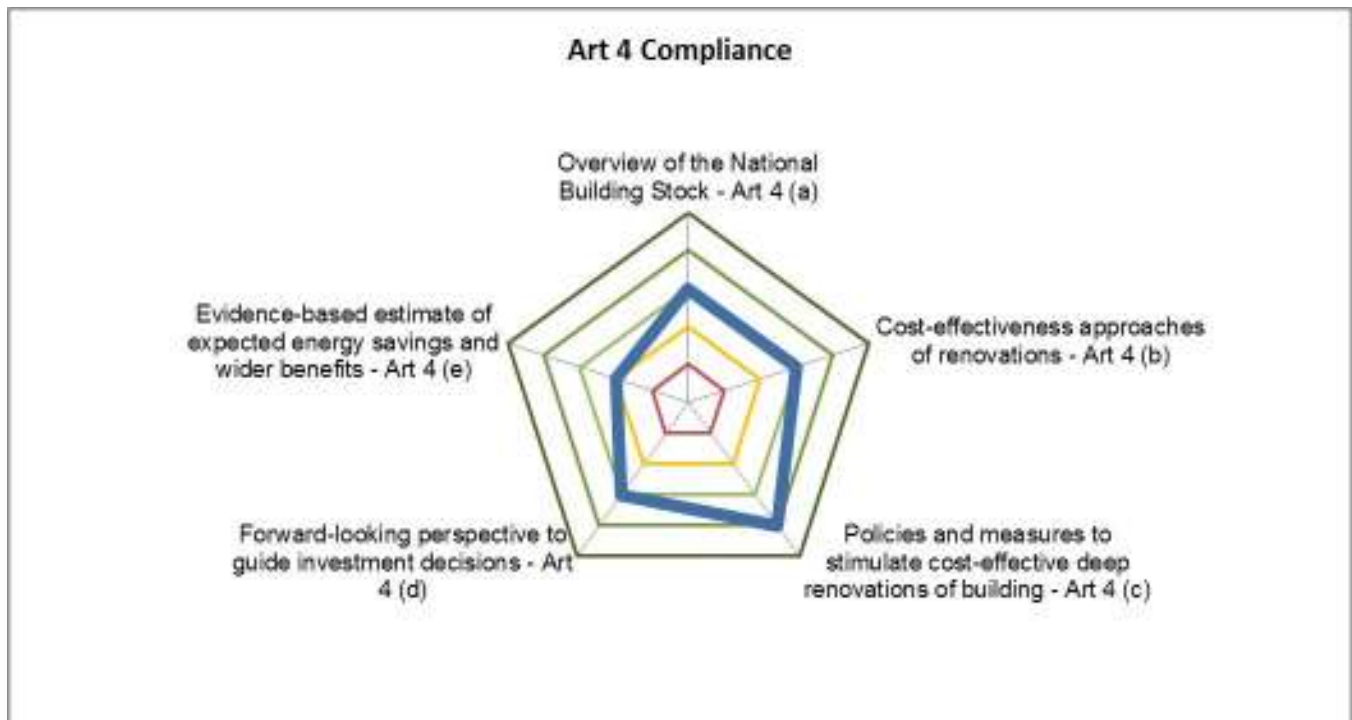 Art 4 Compliance
Overview of the National
Building Stock - Art 4 (a)
Cost-effectiveness approaches
of renovations - Art 4 (b)
Policies and measures to
stimulate cost-effective deep
renovations of building - Art 4 (c)
Forward-looking perspective to
guide investment decisions - Art
4 (d)
Evidence-based estimate of
expected energy savings and
wider benefits - Art 4 (e)